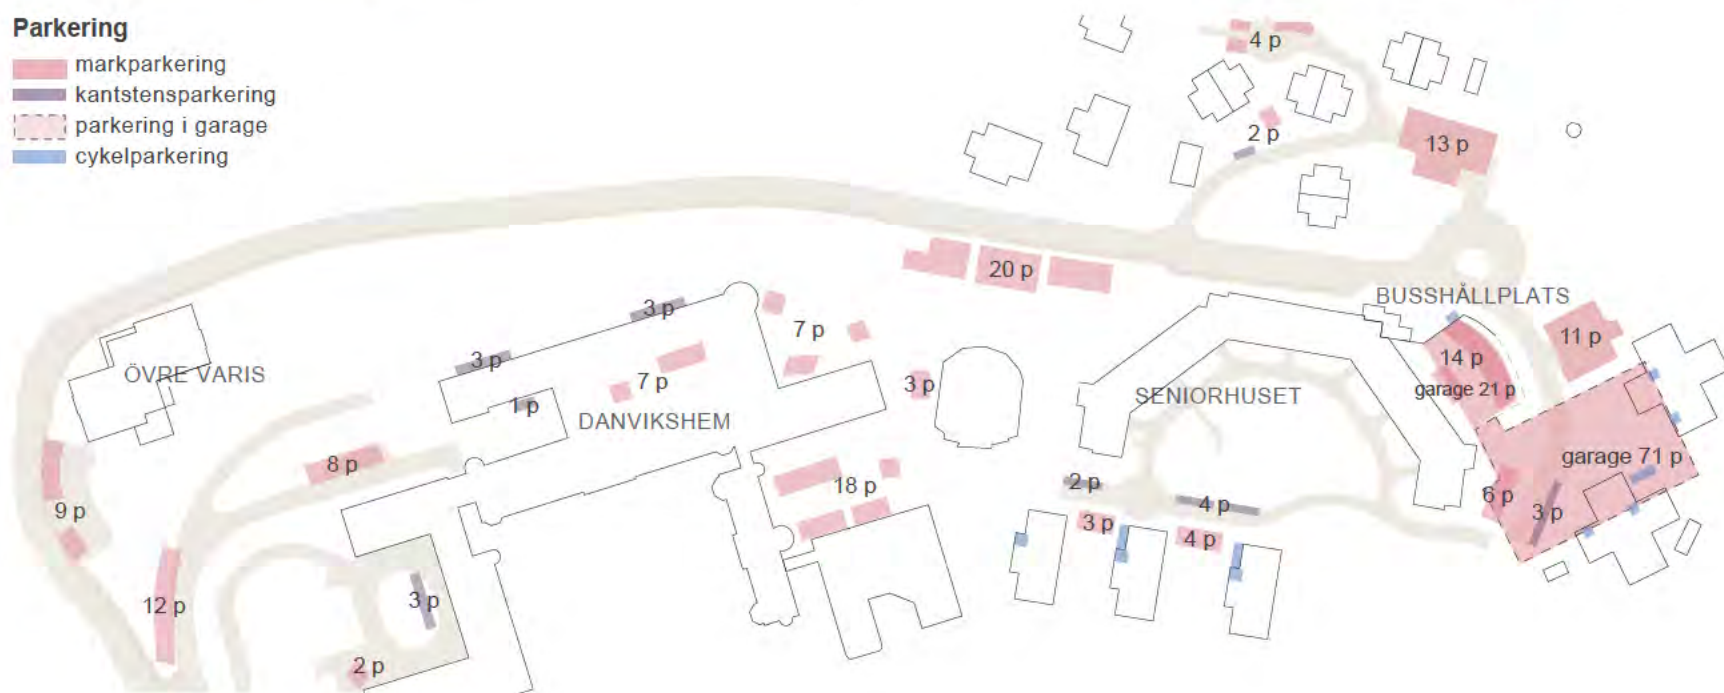 Parkering
markparkering
kantstensparkering
parkering i garage
cykelparkering
4 p
2 p
13 p
20 p
BUSSHÅLLPLATS
3 p
7 p
11 p
3 p
14 p
ÖVRE VARIS
7 p
3 p
garage 21 p
SENIORHUSET
1 p
DANVIKSHEM
garage 71 p
8 p
18 p
2 p
6 p
4 p
9 p
3 p
3 p
4 p
12 p
3 p
2 p